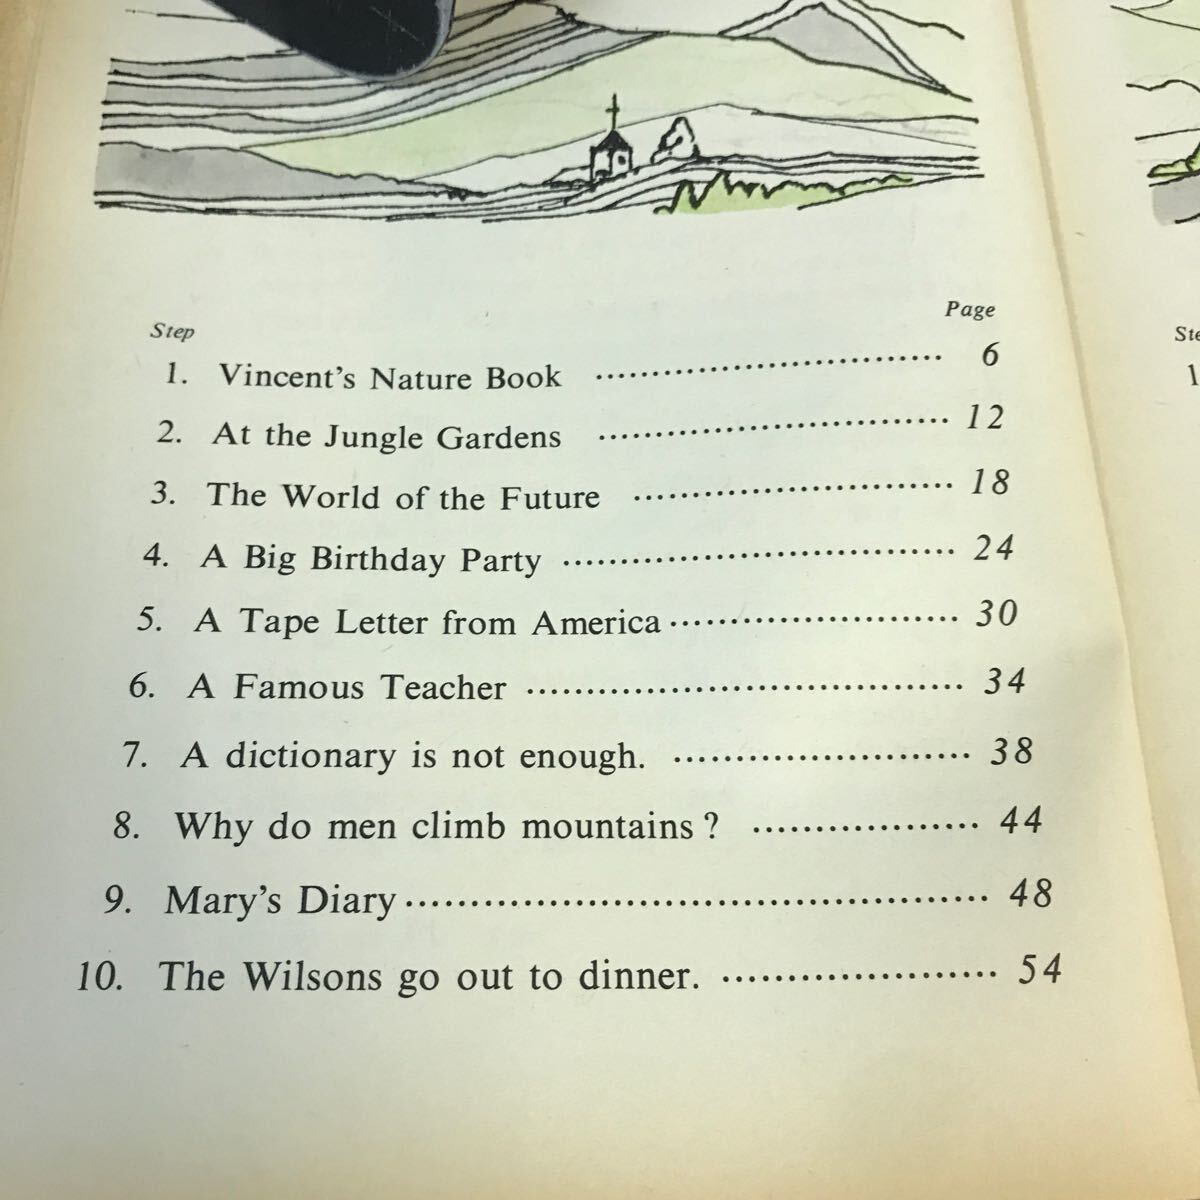 Step Page
1. Vincent's Nature Book .................................. 6
2. At the Jungle Gardens .................................. 12
3. The World of the Future .............................. 18
4. A Big Birthday Party .................................... 24
5. A Tape Letter from America .......................... 30
6. A Famous Teacher ...................................... 34
7. A dictionary is not enough. ......................... 38
8. Why do men climb mountains? ................... 44
9. Mary's Diary ............................................. 48
10. The Wilsons go out to dinner. ..................... 54